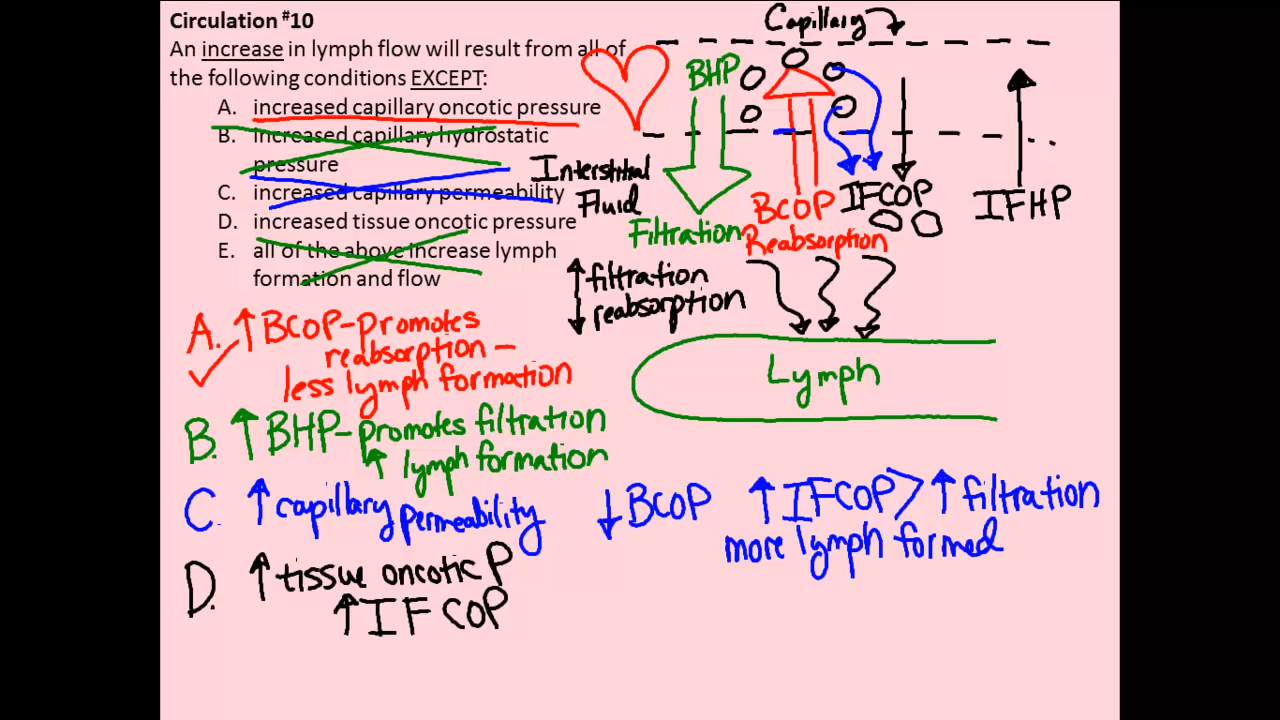 Circulation #10
An increase in lymph flow will result from all of
the following conditions EXCEPT:
A. increased capillary oncotic pressure
B. increased capillary hydrostatic
pressure
C. increased capillary permeability
D. increased tissue oncotic pressure
E. all of the above increase lymph
formation and flow
Capillary
BHP
Interstitial
Fluid
Filtration
BCOP
Reabsorption
IFCOP
IFHP
↑ filtration
↓ reabsorption
Lymph
A. ↑ BCOP-promotes
reabsorption -
less lymph formation
B. ↑ BHP- promotes filtration
↑ lymph formation
C. ↑ capillary permeability ↓ BCOP ↑ IFCOP > ↑ filtration
more lymph formed
D. ↑ tissue oncotic P
↑ IFCOP